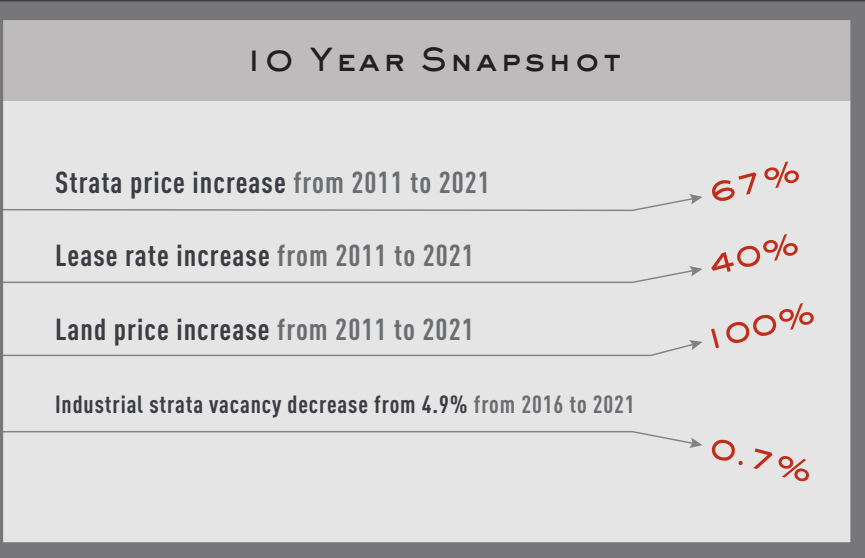 10 Year Snapshot
Strata price increase from 2011 to 2021 67%
Lease rate increase from 2011 to 2021 40%
Land price increase from 2011 to 2021 100%
Industrial strata vacancy decrease from 4.9% from 2016 to 2021 0.7%